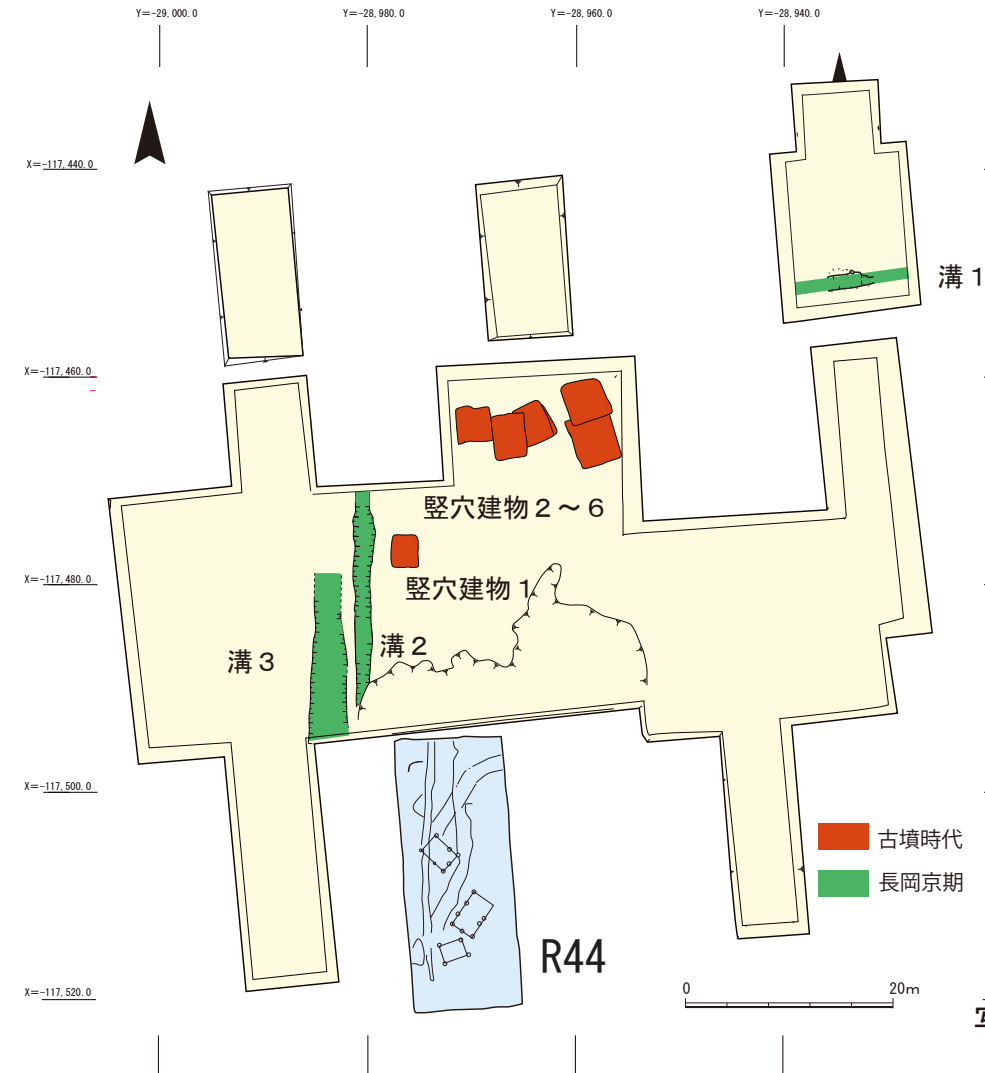 Y=-29,000.0
Y=-28,980.0
Y=-28,960.0
Y=-28,940.0
X=-117,440.0
溝1
X=-117,460.0
竪穴建物2～6
X=-117,480.0
竪穴建物1
溝2
溝3
X=-117,500.0
古墳時代
長岡京期
R44
X=-117,520.0
0 20m